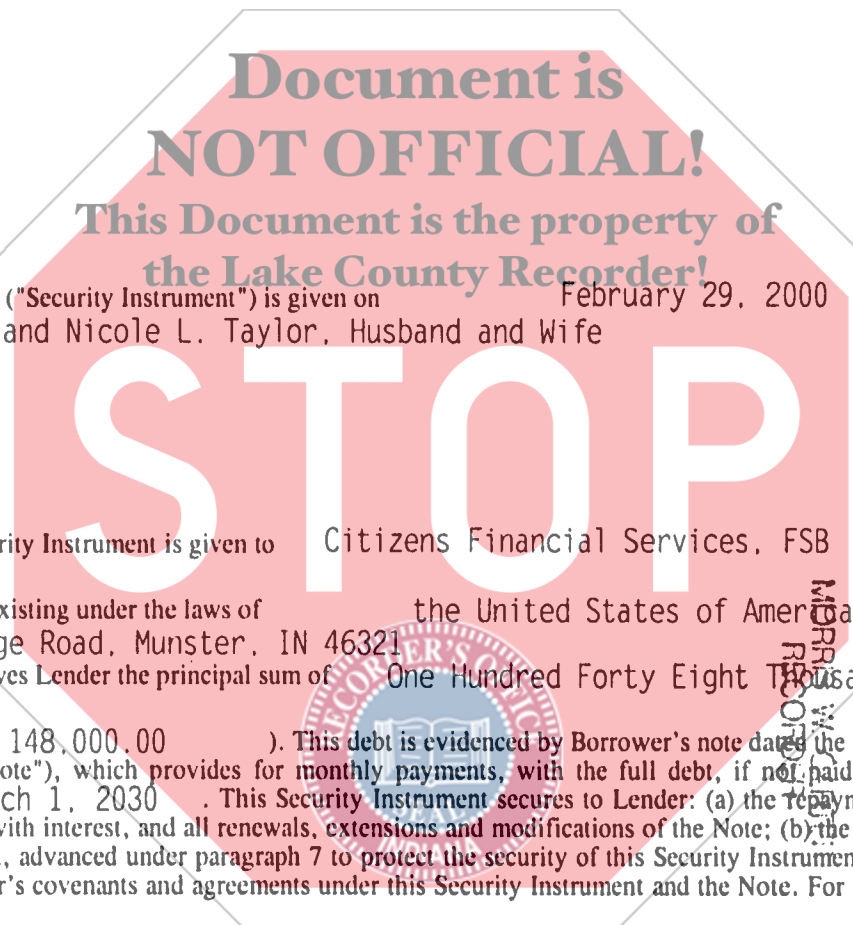 Document is
NOT OFFICIAL!
This Document is the property of
the Lake County Recorder!
("Security Instrument") is given on February 29, 2000
and Nicole L. Taylor, Husband and Wife
STOP
rity Instrument is given to Citizens Financial Services, FSB
xisting under the laws of the United States of America
ge Road, Munster, IN 46321
ves Lender the principal sum of One Hundred Forty Eight Thousa
148,000.00 ). This debt is evidenced by Borrower's note dated the
ote"), which provides for monthly payments, with the full debt, if not paid
ch 1, 2030 . This Security Instrument secures to Lender: (a) the repaym
with interest, and all renewals, extensions and modifications of the Note; (b) the
, advanced under paragraph 7 to protect the security of this Security Instrumen
r's covenants and agreements under this Security Instrument and the Note. For
RECORDER'S OFFICE
SEAL
INDIANA
RECORDER